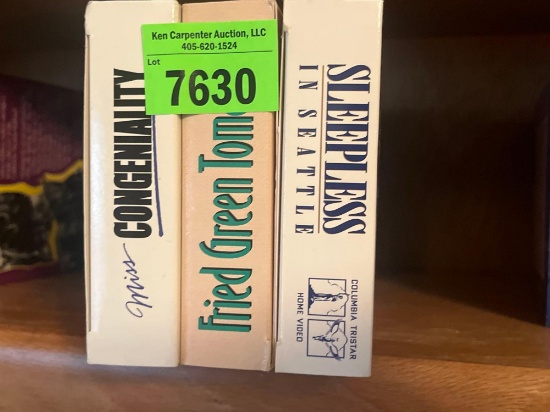 Ken Carpenter Auction, LLC
405-620-1524
Lot
7630
Miss
CONGENIALITY
Fried Green Tom
SLEEPLESS
IN SEATTLE
COLUMBIA TRISTAR
HOME VIDEO